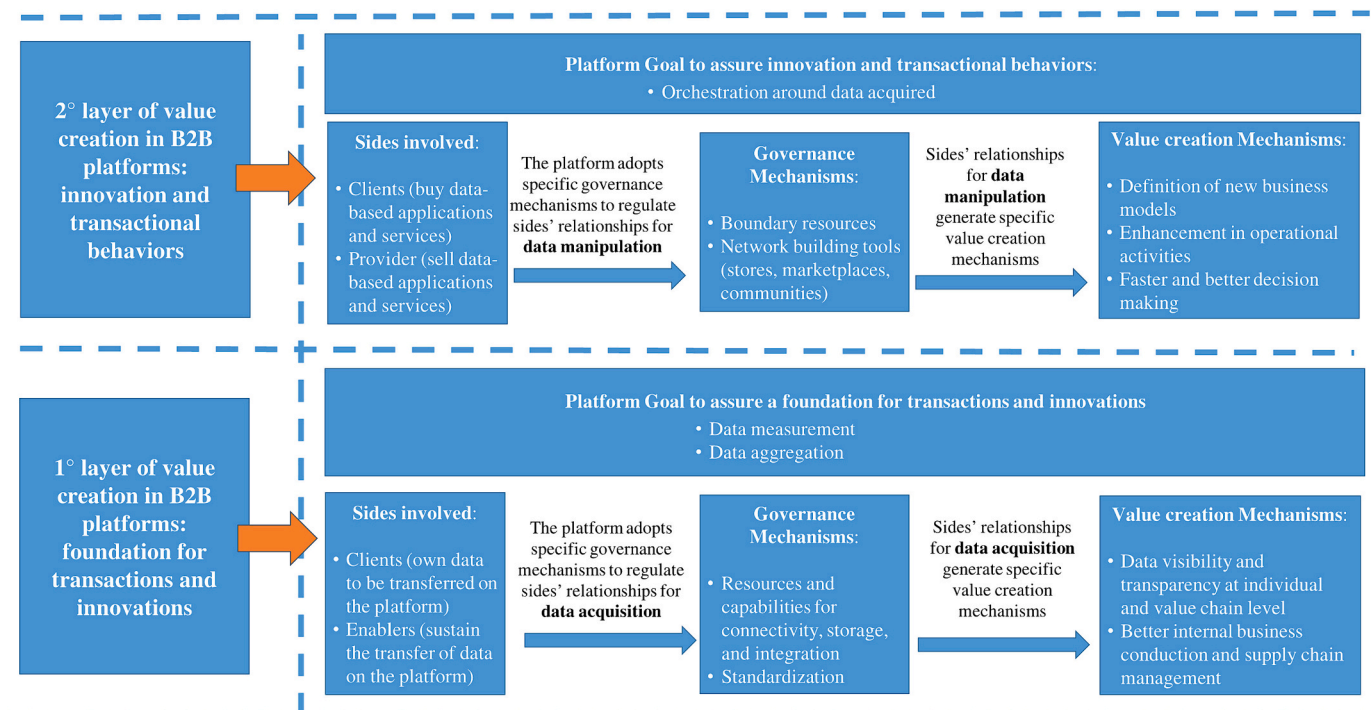 2° layer of value
creation in B2B
platforms:
innovation and
transactional
behaviors
Platform Goal to assure innovation and transactional behaviors:
• Orchestration around data acquired
Sides involved:
• Clients (buy data-
based applications
and services)
• Provider (sell data-
based applications
and services)
The platform adopts
specific governance
mechanisms to regulate
sides' relationships for
data manipulation
Governance
Mechanisms:
• Boundary resources
• Network building tools
(stores, marketplaces,
communities)
Sides' relationships
for data
manipulation
generate specific
value creation
mechanisms
Value creation Mechanisms:
• Definition of new business
models
• Enhancement in operational
activities
• Faster and better decision
making
1° layer of value
creation in B2B
platforms:
foundation for
transactions and
innovations
Platform Goal to assure a foundation for transactions and innovations
• Data measurement
• Data aggregation
Sides involved:
• Clients (own data
to be transferred on
the platform)
• Enablers (sustain
the transfer of data
on the platform)
The platform adopts
specific governance
mechanisms to regulate
sides' relationships for
data acquisition
Governance
Mechanisms:
• Resources and
capabilities for
connectivity, storage,
and integration
• Standardization
Sides' relationships
for data acquisition
generate specific
value creation
mechanisms
Value creation Mechanisms:
• Data visibility and
transparency at individual
and value chain level
• Better internal business
conduction and supply chain
management